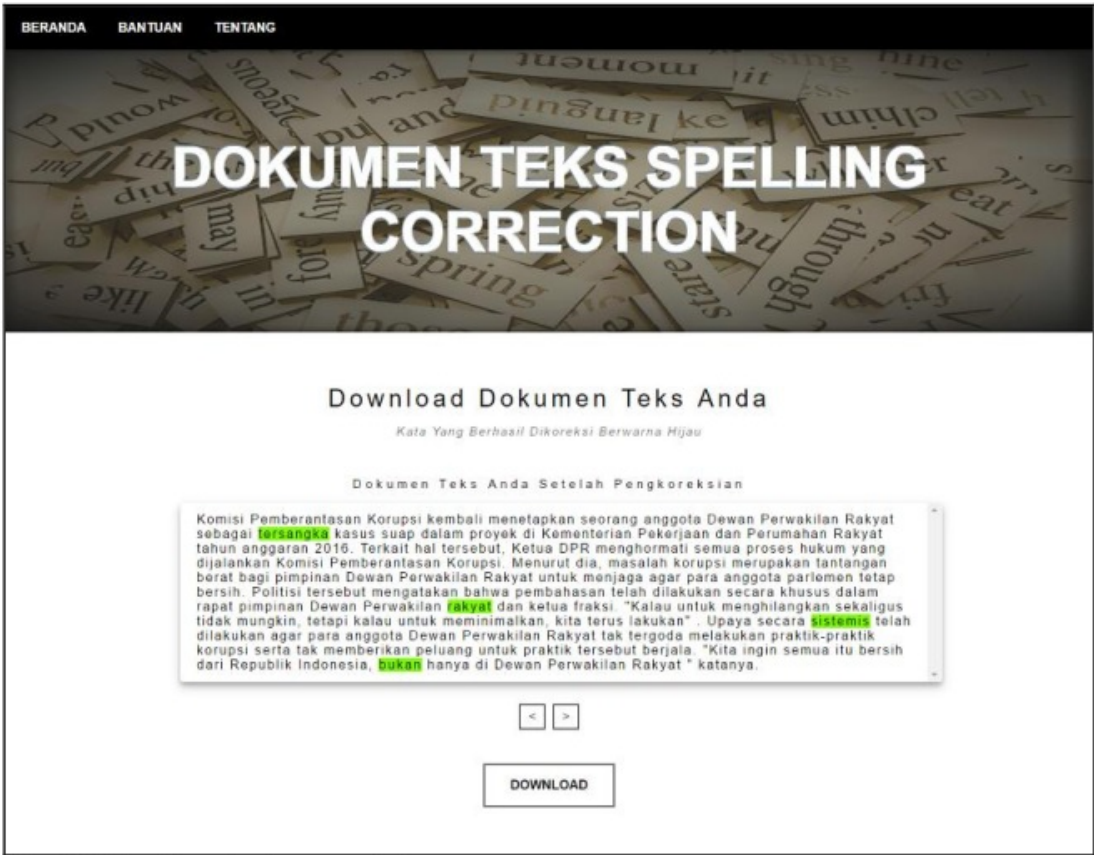 BERANDA BANTUAN TENTANG
DOKUMEN TEKS SPELLING
CORRECTION
Download Dokumen Teks Anda
Kata Yang Berhasil Dikoreksi Berwarna Hijau
Dokumen Teks Anda Setelah Pengkoreksian
Komisi Pemberantasan Korupsi kembali menetapkan seorang anggota Dewan Perwakilan Rakyat
sebagai tersangka kasus suap dalam proyek di Kementerian Pekerjaan dan Perumahan Rakyat
tahun anggaran 2016. Terkait hal tersebut, Ketua DPR menghormati semua proses hukum yang
dijalankan Komisi Pemberantasan Korupsi. Menurut dia, masalah korupsi merupakan tantangan
berat bagi pimpinan Dewan Perwakilan Rakyat untuk menjaga agar para anggota parlemen tetap
bersih. Politisi tersebut mengatakan bahwa pembahasan telah dilakukan secara khusus dalam
rapat pimpinan Dewan Perwakilan rakyat dan ketua fraksi. "Kalau untuk menghilangkan sekaligus
tidak mungkin, tetapi kalau untuk meminimalkan, kita terus lakukan" . Upaya secara sistemis telah
dilakukan agar para anggota Dewan Perwakilan Rakyat tak tergoda melakukan praktik-praktik
korupsi serta tak memberikan peluang untuk praktik tersebut berjala. "Kita ingin semua itu bersih
dari Republik Indonesia, bukan hanya di Dewan Perwakilan Rakyat " katanya.
< >
DOWNLOAD